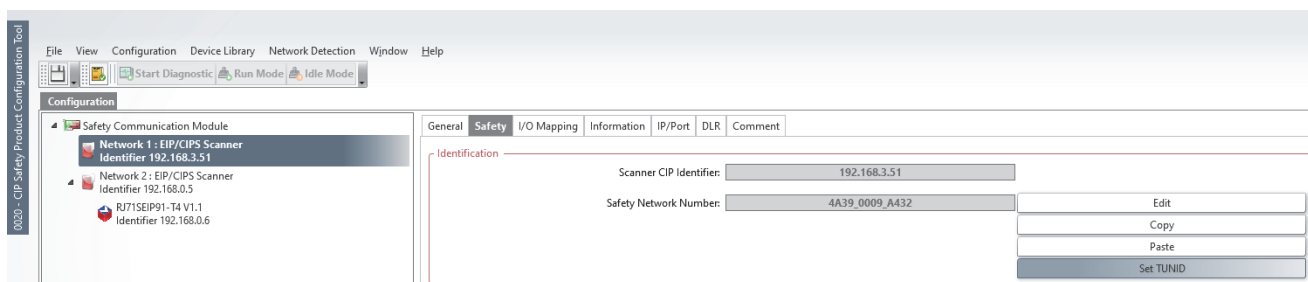 0020 - CIP Safety Product Configuration Tool
File View Configuration Device Library Network Detection Window Help
Start Diagnostic Run Mode Idle Mode
Configuration
Safety Communication Module
Network 1 : EIP/CIPS Scanner
Identifier 192.168.3.51
Network 2 : EIP/CIPS Scanner
Identifier 192.168.0.5
RJ71SEIP91-T4 V1.1
Identifier 192.168.0.6
General Safety I/O Mapping Information IP/Port DLR Comment
Identification
Scanner CIP Identifier: 192.168.3.51
Safety Network Number: 4A39_0009_A432
Edit
Copy
Paste
Set TUNID